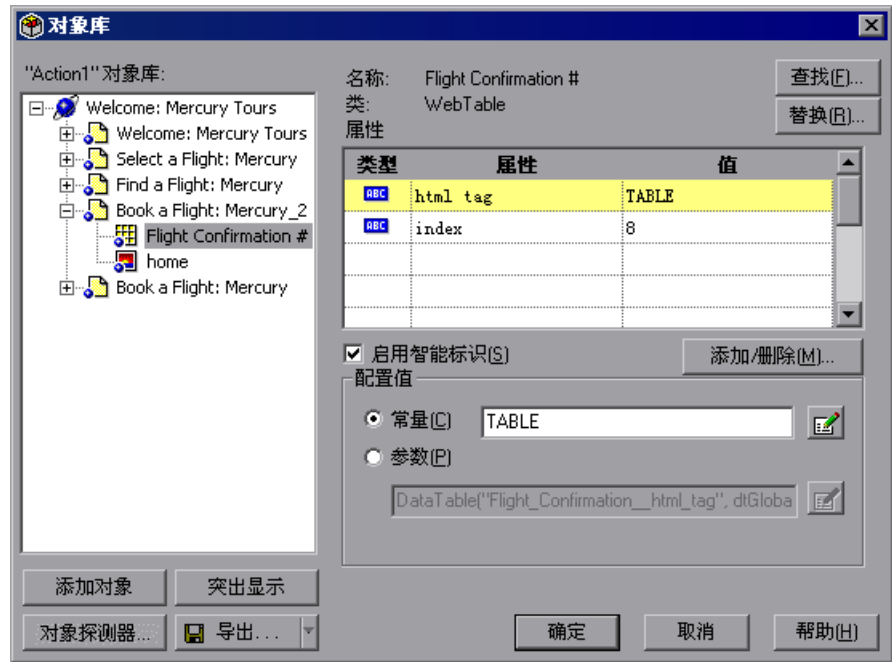 对象库
"Action1"对象库:
Welcome: Mercury Tours
Welcome: Mercury Tours
Select a Flight: Mercury
Find a Flight: Mercury
Book a Flight: Mercury_2
Flight Confirmation #
home
Book a Flight: Mercury
添加对象
突出显示
对象探测器...
导出...
名称: Flight Confirmation #
类: WebTable
属性
查找(F)...
替换(R)...
类型 属性 值
ABC html tag TABLE
ABC index 8
启用智能标识(S)
添加/删除(M)...
配置值
常量(C) TABLE
参数(P)
DataTable("Flight_Confirmation__html_tag", dtGloba
确定
取消
帮助(H)